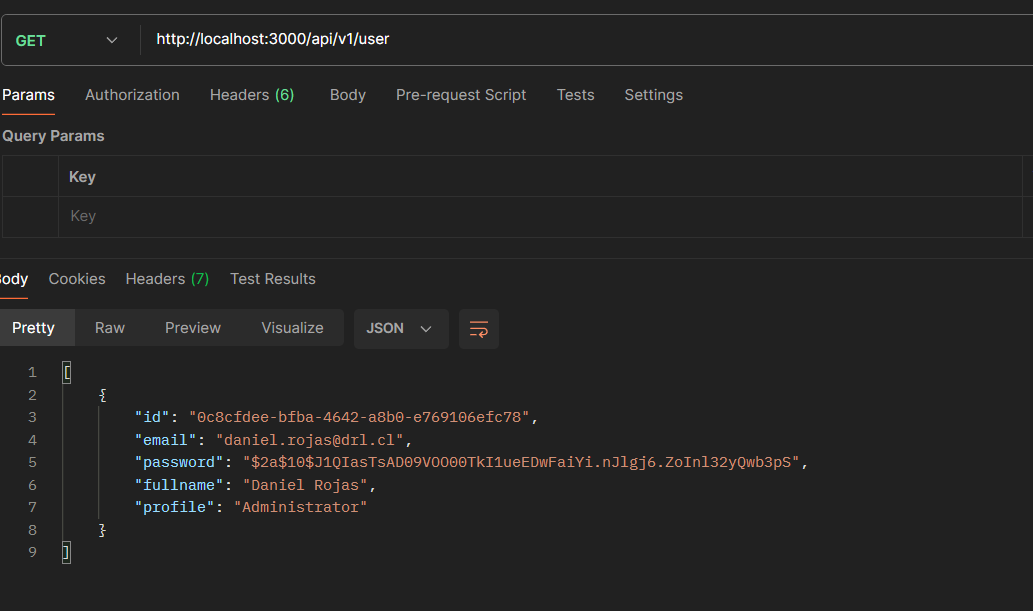 GET http://localhost:3000/api/v1/user
Params Authorization Headers (6) Body Pre-request Script Tests Settings
Query Params
Key
Key
ody Cookies Headers (7) Test Results
Pretty Raw Preview Visualize JSON
1 [
2 {
3 "id": "0c8cfdee-bfba-4642-a8b0-e769106efc78",
4 "email": "daniel.rojas@drl.cl",
5 "password": "$2a$10$J1QIasTsAD09VOO00TkI1ueEDwFaiYi.nJlgj6.ZoInl32yQwb3pS",
6 "fullname": "Daniel Rojas",
7 "profile": "Administrator"
8 }
9 ]